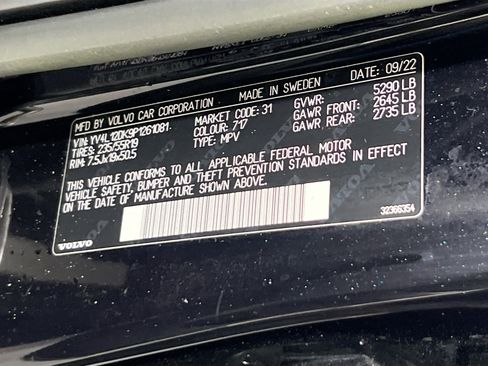 MFD BY VOLVO CAR CORPORATION MADE IN SWEDEN DATE: 09/22
VIN: YV4L12DK9P1261081 MARKET CODE: 31 GVWR: 5290 LB
TIRES: 235/55R19 COLOUR: 717 GAWR FRONT: 2645 LB
RIM: 7.5Jx19x50.5 TYPE: MPV GAWR REAR: 2735 LB
THIS VEHICLE CONFORMS TO ALL APPLICABLE FEDERAL MOTOR
VEHICLE SAFETY, BUMPER AND THEFT PREVENTION STANDARDS IN EFFECT
ON THE DATE OF MANUFACTURE SHOWN ABOVE.
32366354
VOLVO